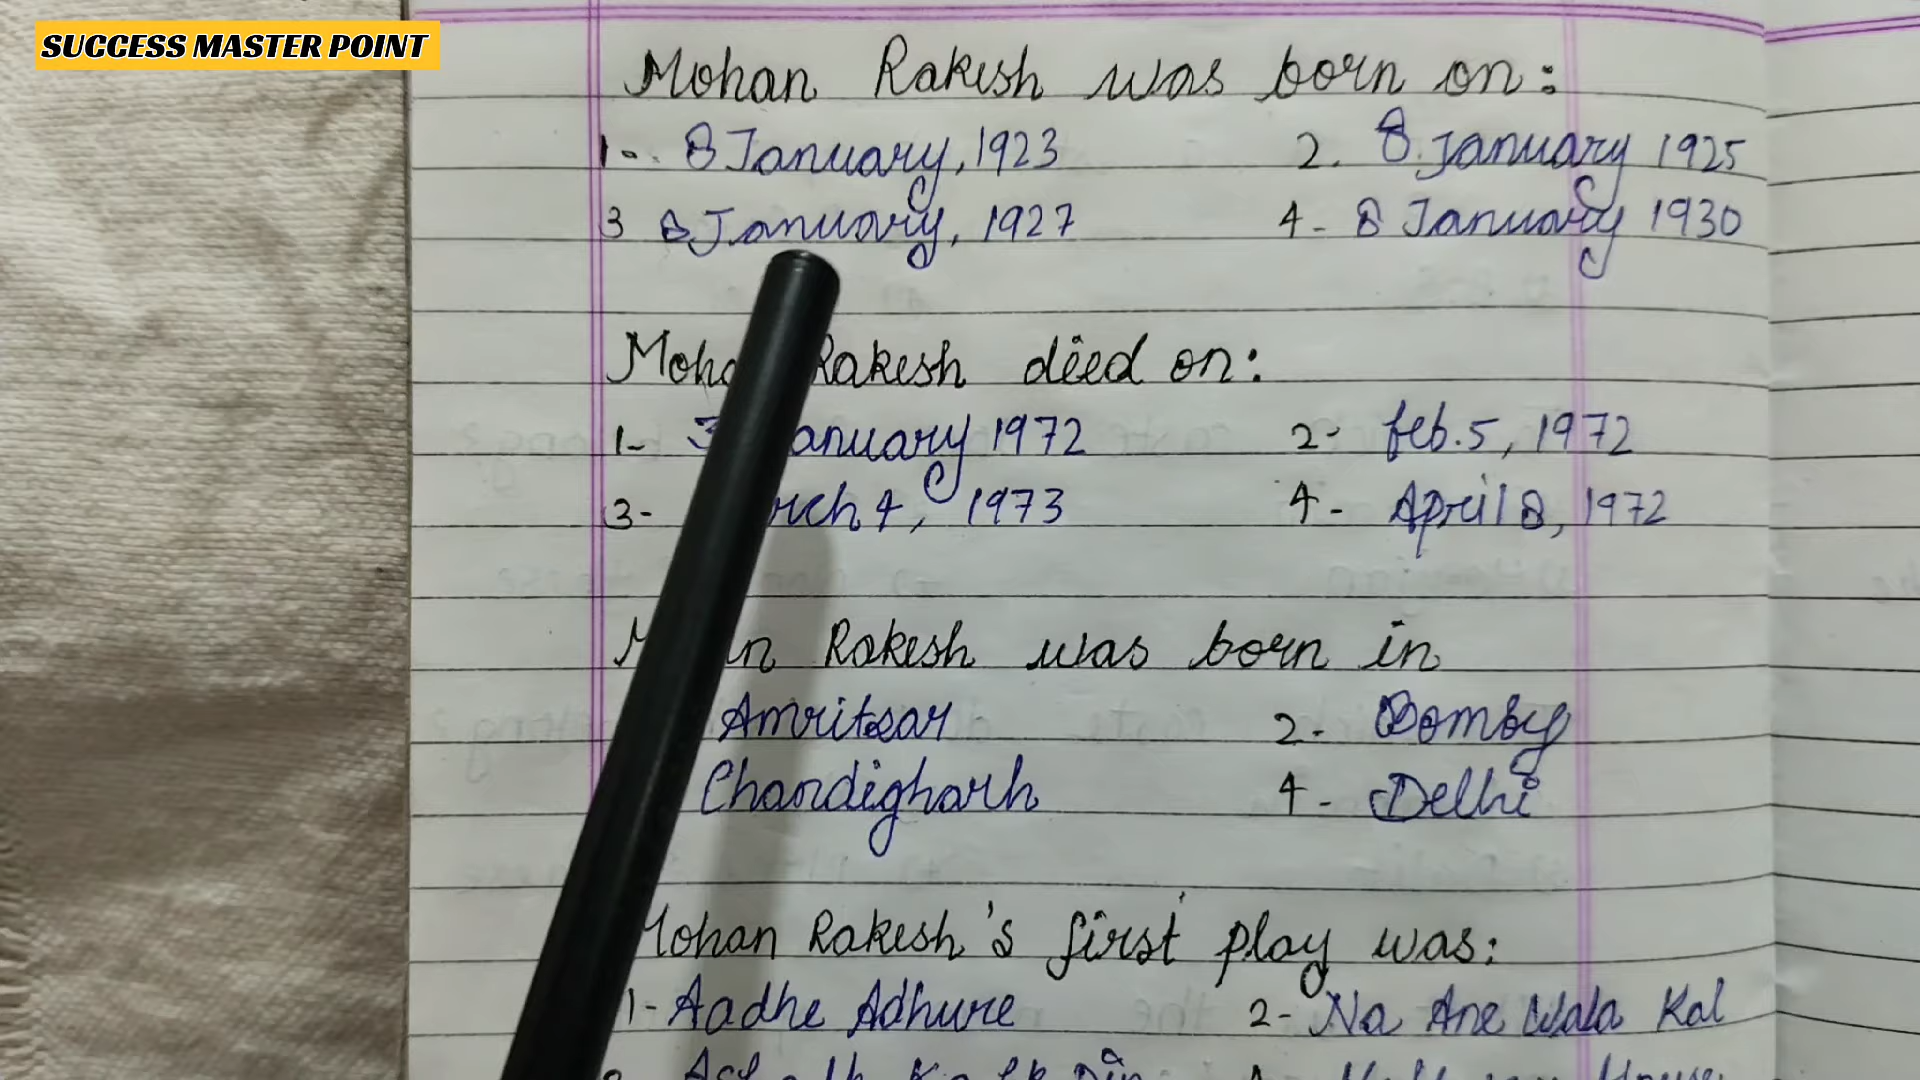 SUCCESS MASTER POINT
Mohan Rakesh was born on:
1-. 8 January, 1923 2. 8. January 1925
3 8 January, 1927 4- 8 January 1930
Rakesh died on:
1- 1972 2- feb. 5, 1972
3- 4, 1973 4- April 8, 1972
Rakesh was born in
Amritsar 2- Bomby
Chandigharh 4- Delhi
Mohan Rakesh's first play was:
1- Aadhe Adhure 2- Na Ane Wala Kal